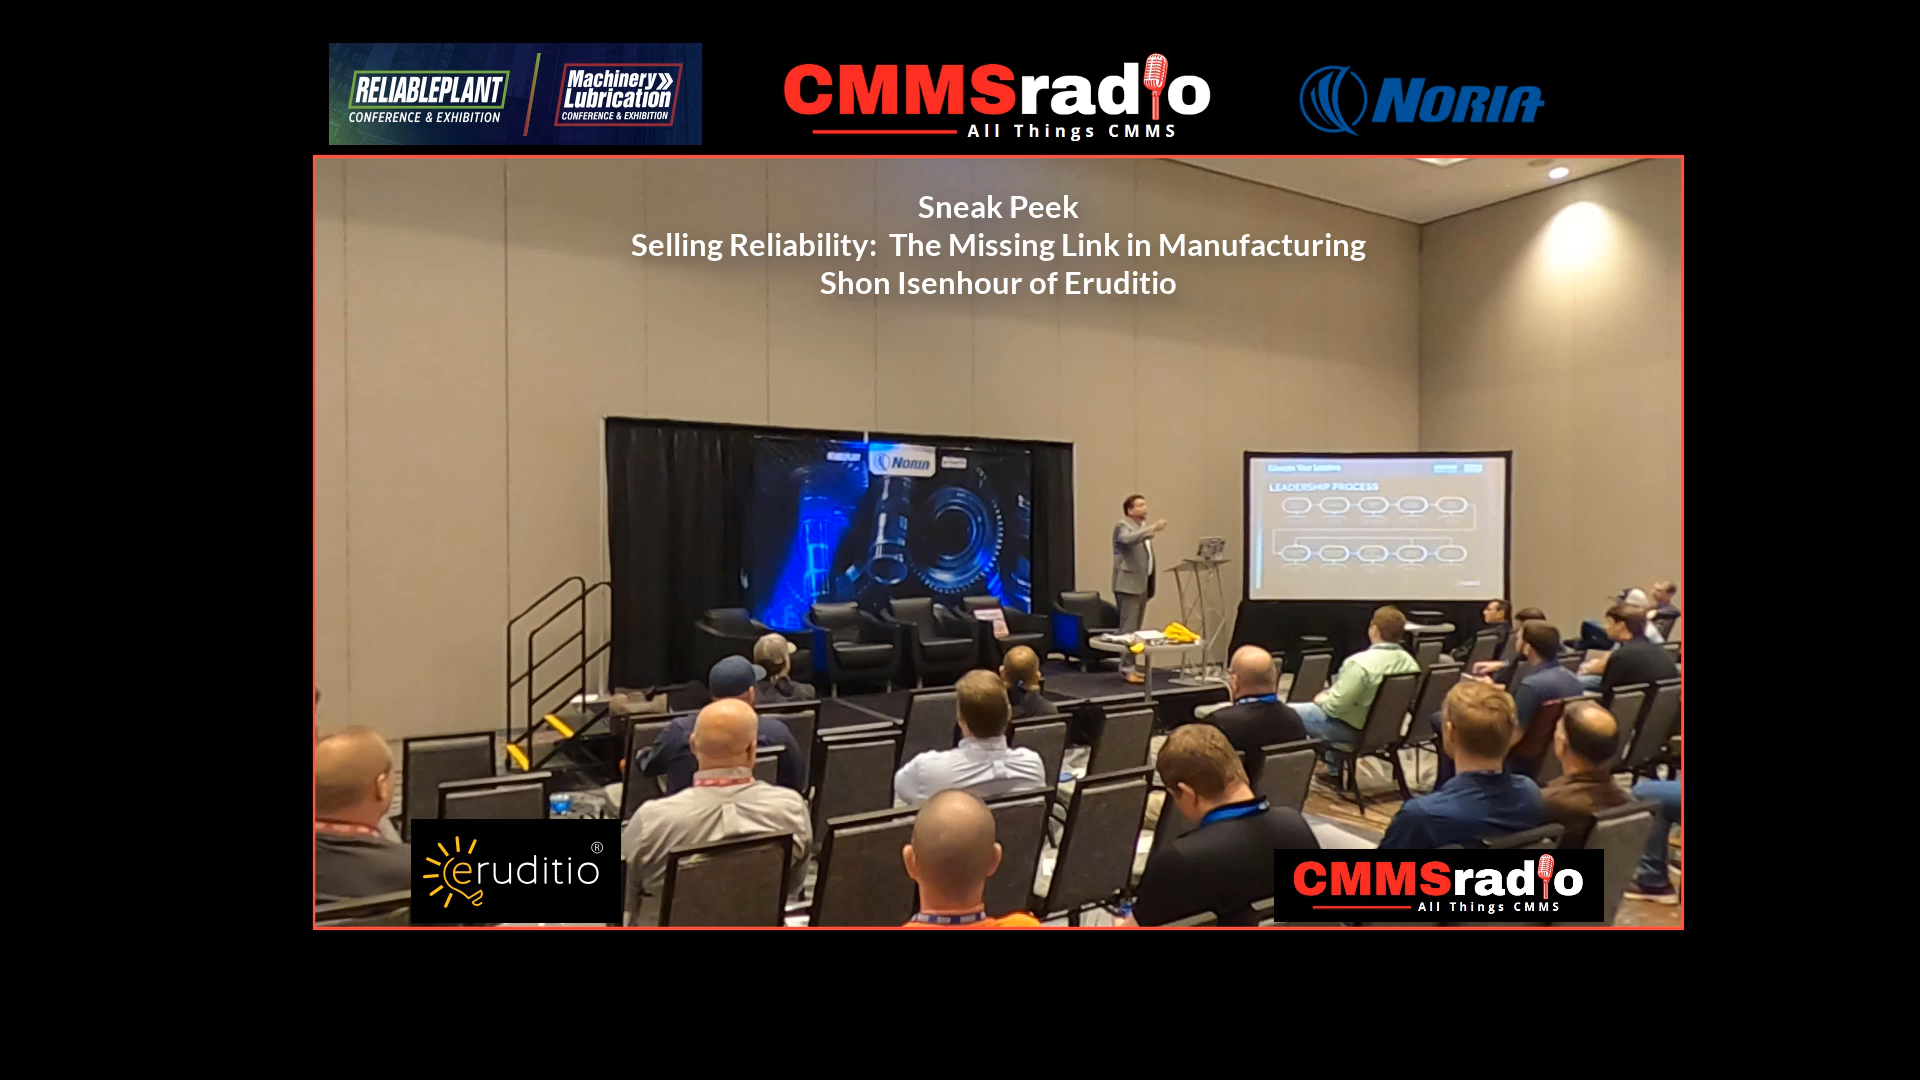 RELIABLEPLANT
CONFERENCE & EXHIBITION
Machinery
Lubrication
CONFERENCE & EXHIBITION
CMMSradio
All Things CMMS
NORIA
Sneak Peek
Selling Reliability: The Missing Link in Manufacturing
Shon Isenhour of Eruditio
NORIA
LEADERSHIP PROCESS
eruditio®
CMMSradio
All Things CMMS